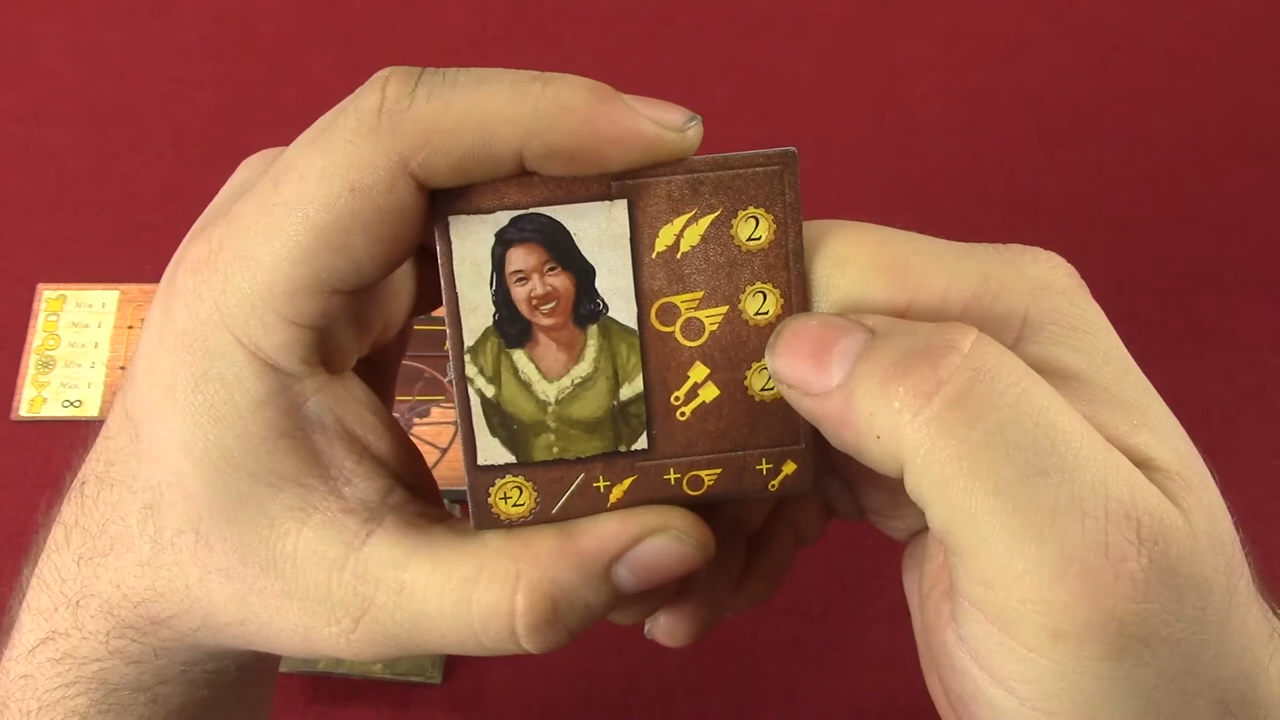 2
2
2
+2 / + + +
Min. 1
Min. 1
Min. 1
Min. 2
Max. 1
∞